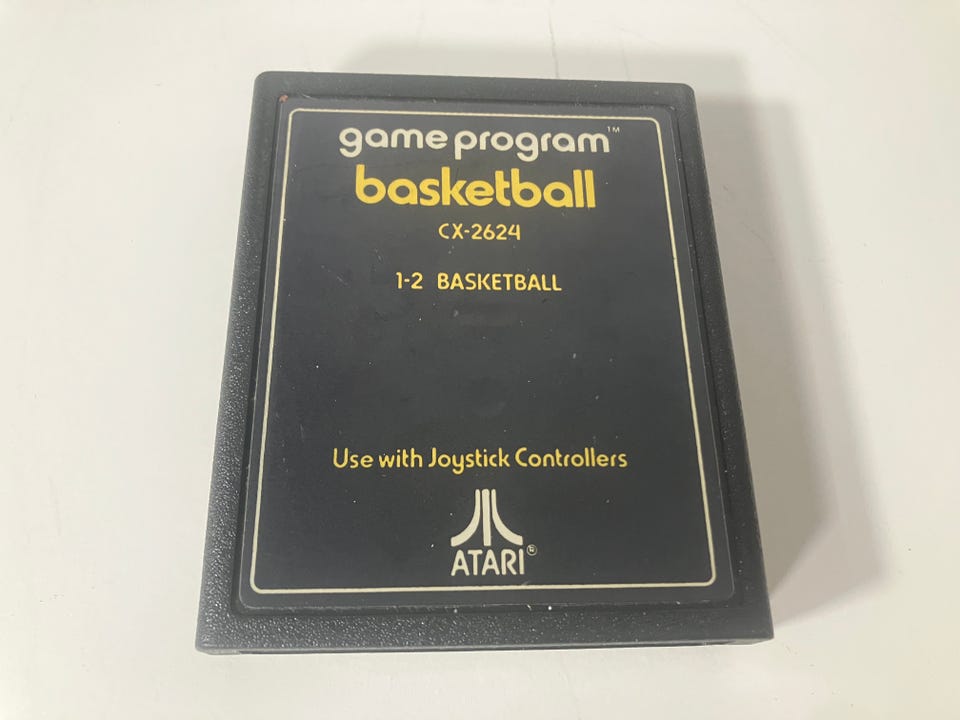 game program™
basketball
CX-2624
1-2 BASKETBALL
Use with Joystick Controllers
ATARI®